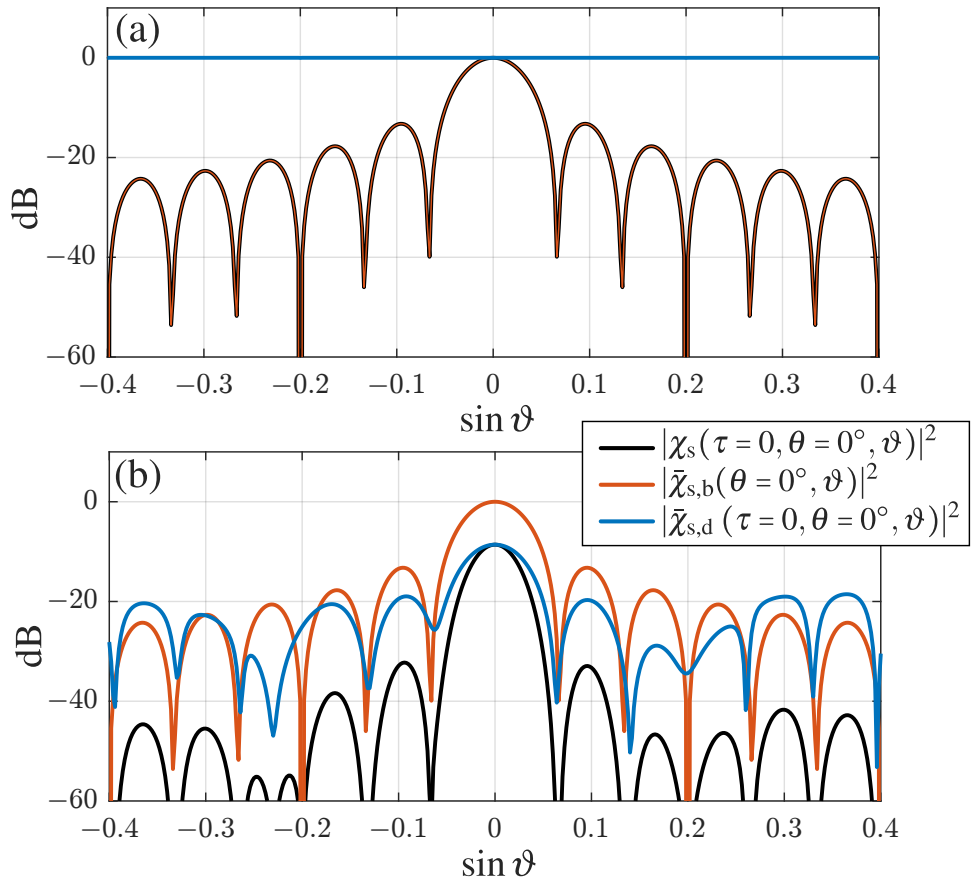 (a)
0
−20
−40
−60
dB
−0.4 −0.3 −0.2 −0.1 0 0.1 0.2 0.3 0.4
sin ϑ
|χₛ(τ = 0, θ = 0°, ϑ)|²
|χ̄s,b(θ = 0°, ϑ)|²
|χ̄s,d (τ = 0, θ = 0°, ϑ)|²
(b)
0
−20
−40
−60
dB
−0.4 −0.3 −0.2 −0.1 0 0.1 0.2 0.3 0.4
sin ϑ